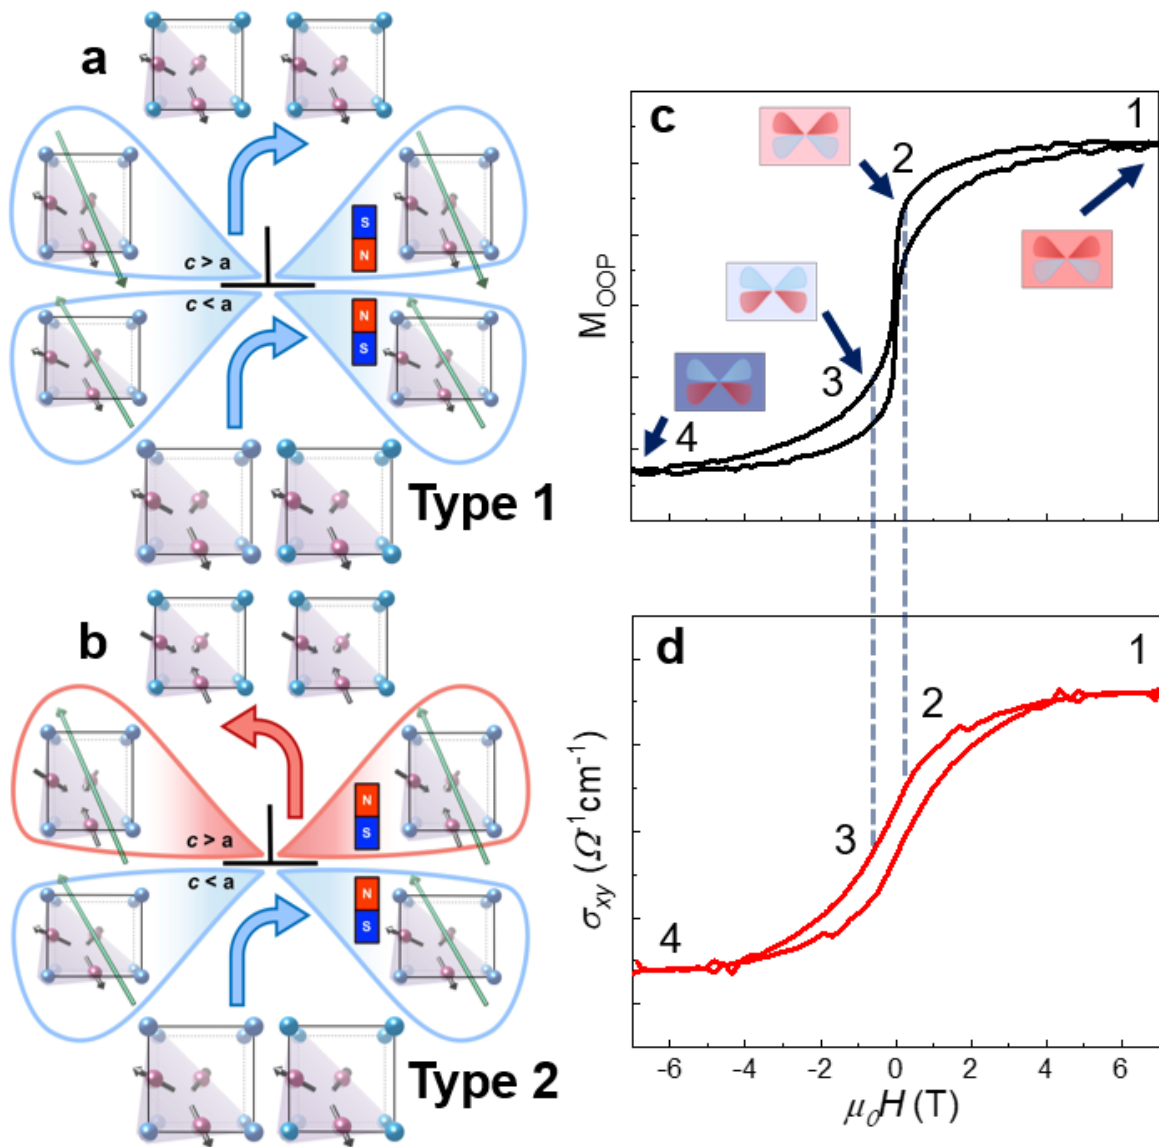 a
c > a
c < a
S
N
N
S
Type 1
b
c > a
c < a
N
S
N
S
Type 2
c
1
2
3
4
M_OOP
d
1
2
3
4
σ_xy (Ω⁻¹cm⁻¹)
-6 -4 -2 0 2 4 6
μ₀H (T)